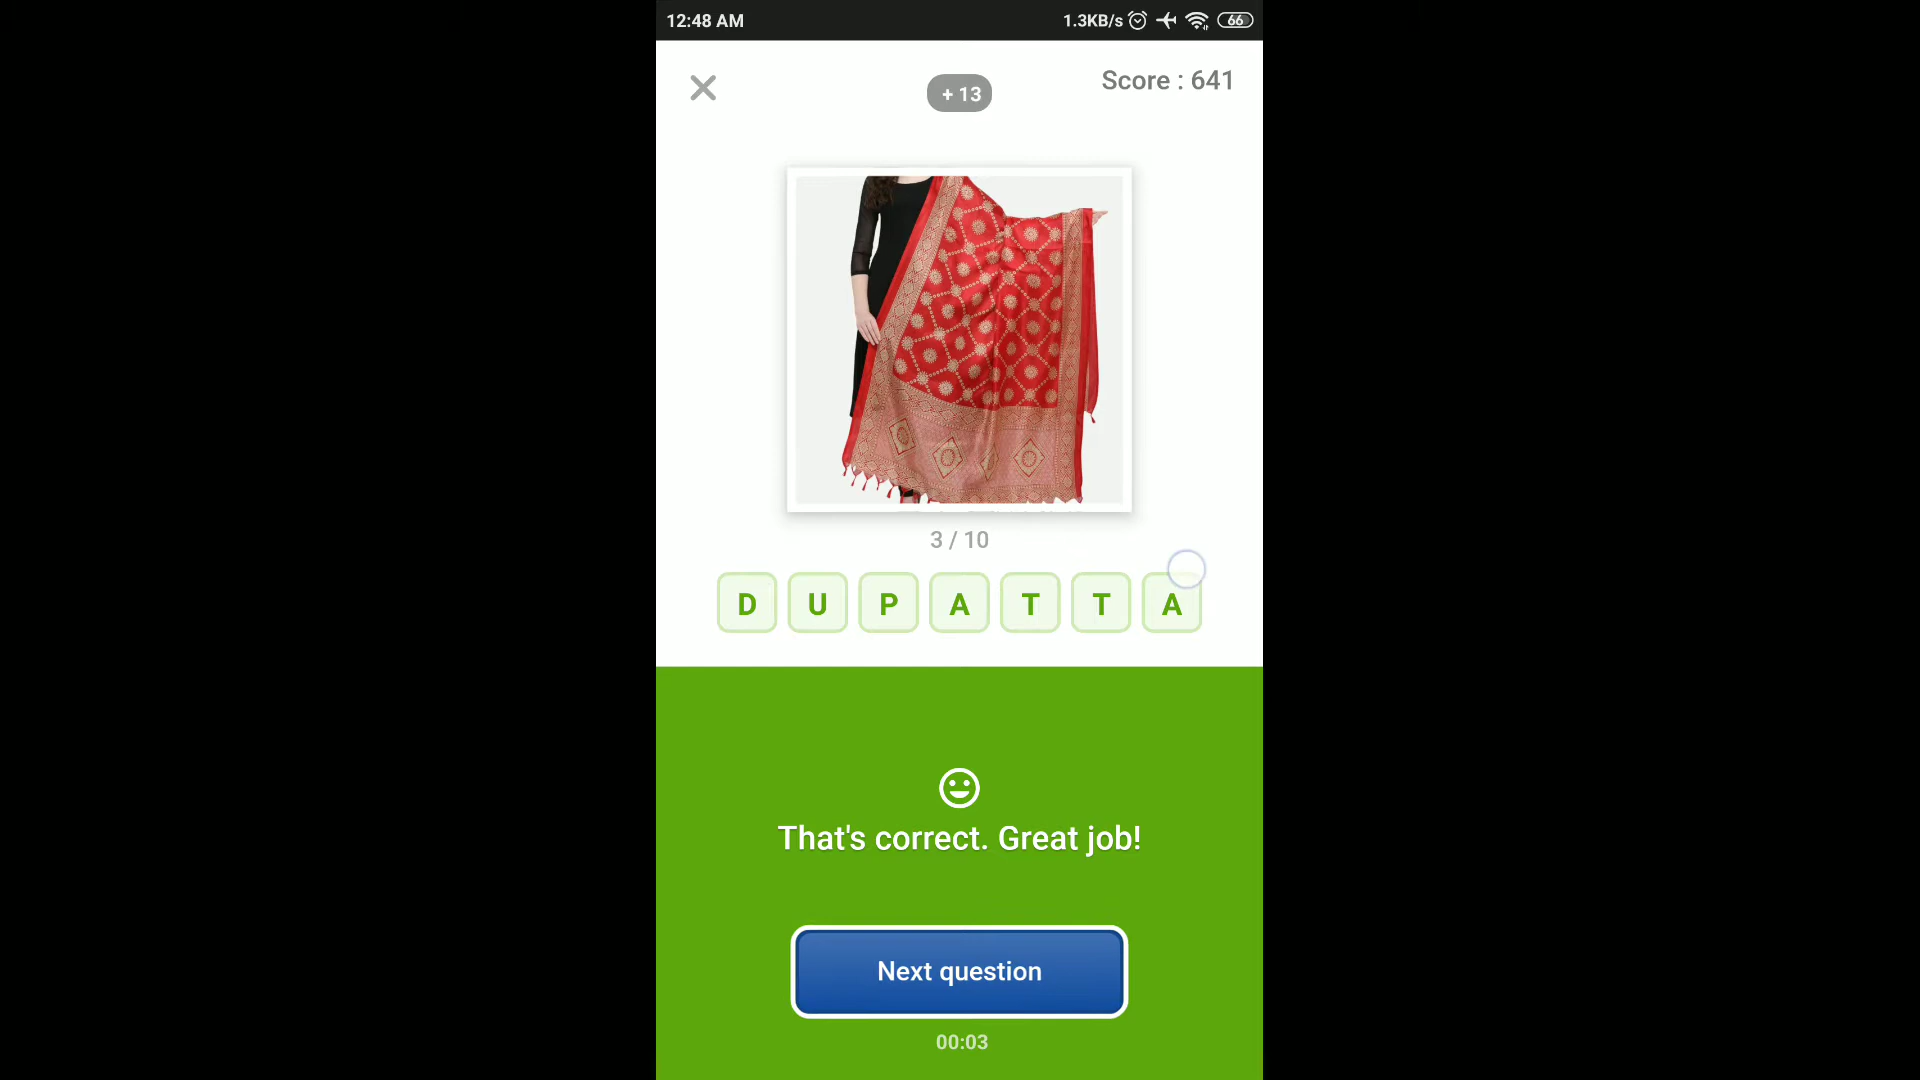 12:48 AM
1.3KB/s
66
+ 13
Score : 641
3 / 10
D U P A T T A
That's correct. Great job!
Next question
00:03